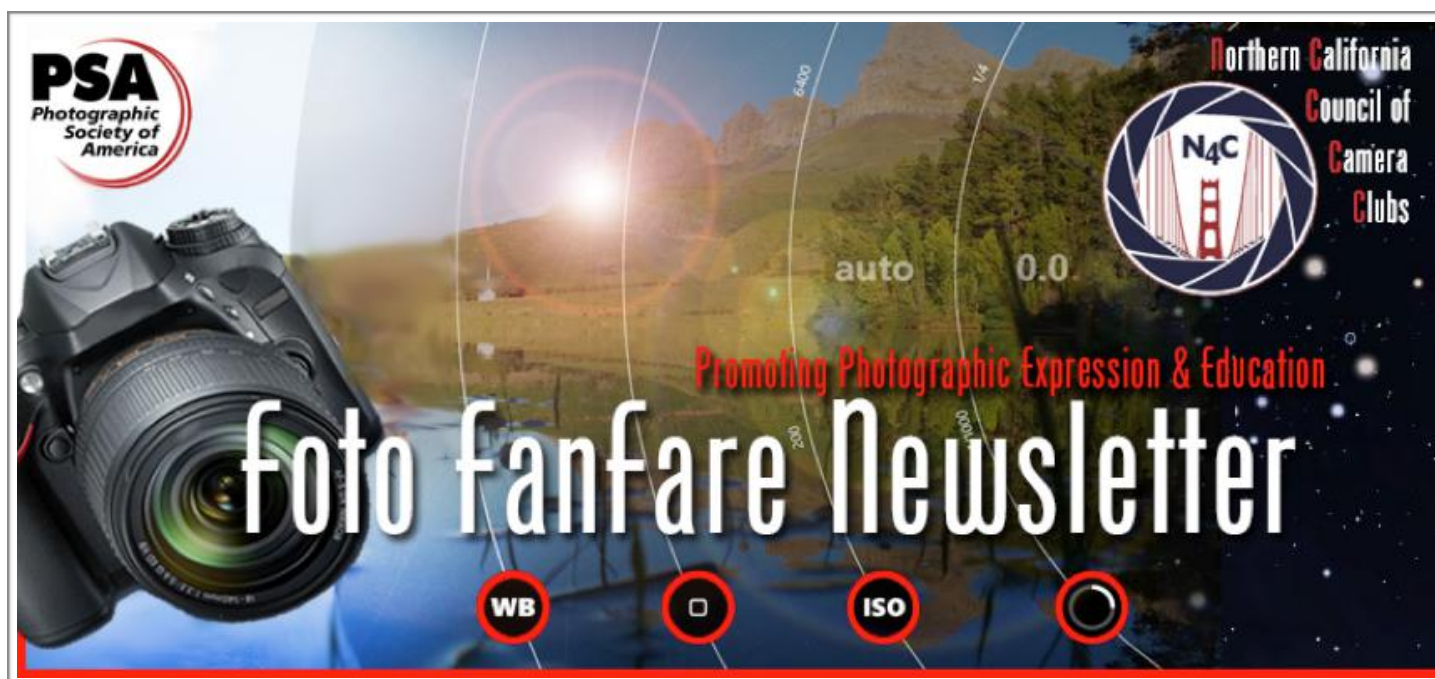 PSA
Photographic
Society of
America
Northern California
Council of
Camera
Clubs
N4C
6400
1/4
auto
0.0
Promoting Photographic Expression & Education
200
Foto Fanfare Newsletter
WB
ISO